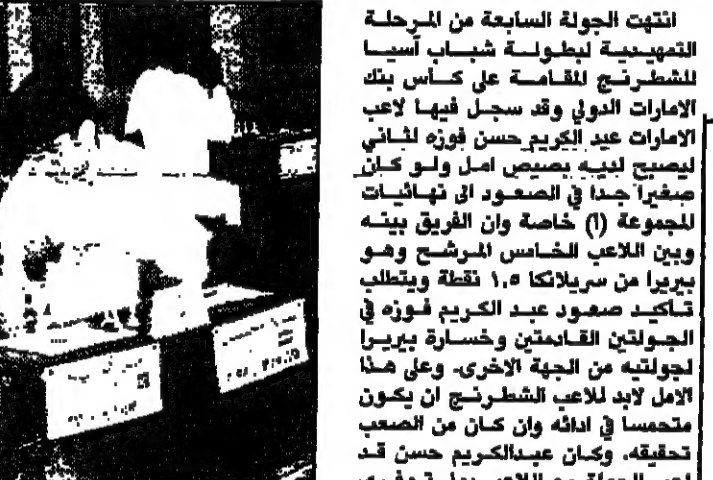 انتهت الجولة السابعة من المرحلة
التمهيدية لبطولة شباب آسيا
للشطرنج المقامة على كأس بنك
الامارات الدولي وقد سجل فيها لاعب
الامارات عبد الكريم حسن فوزه الثاني
ليصبح لديه بصيص امل ولو كان
صغيرا جدا في الصعود الى نهائيات
المجموعة (أ) خاصة وان الفريق بينه
وبين اللاعب الخامس المرشح وهو
بيريرا من سريلانكا ١,٥ نقطة ويتطلب
تأكيد صعود عبد الكريم فوزه في
الجولتين القادمتين وخسارة بيريرا
لجولتيه من الجهة الاخرى. وعلى هذا
الامل لابد للاعب الشطرنج ان يكون
متحمسا في ادائه وان كان من الصعب
تحقيقه. وكان عبدالكريم حسن قد